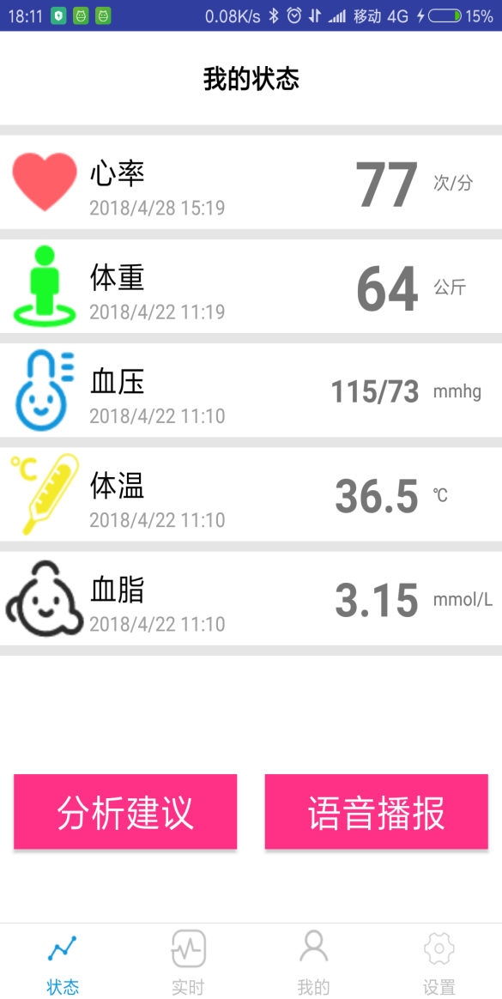 18:11 0.08K/s 移动 4G 15%
我的状态
心率 77 次/分
2018/4/28 15:19
体重 64 公斤
2018/4/22 11:19
血压 115/73 mmhg
2018/4/22 11:10
℃
体温 36.5 ℃
2018/4/22 11:10
血脂 3.15 mmol/L
2018/4/22 11:10
分析建议 语音播报
状态 实时 我的 设置